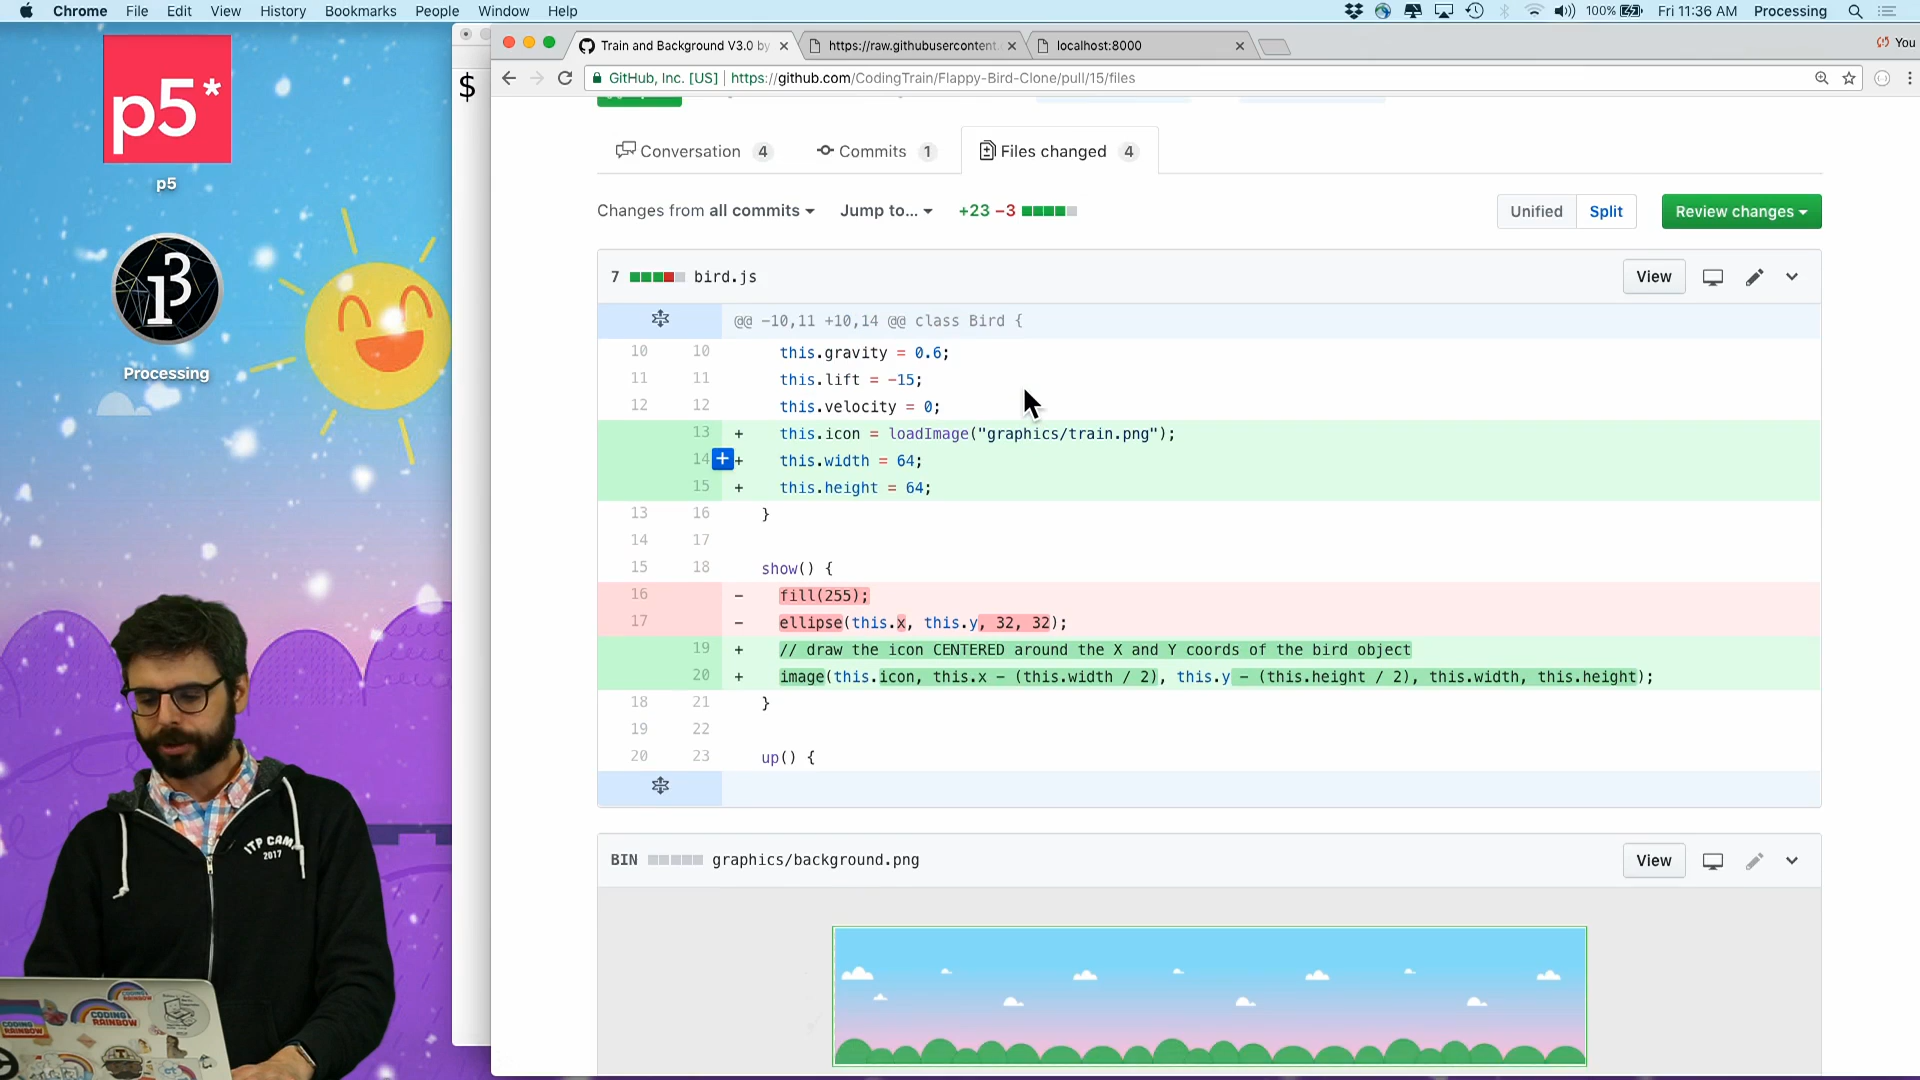 Chrome File Edit View History Bookmarks People Window Help
100% Fri 11:36 AM Processing
Train and Background V3.0 by
https://raw.githubusercontent.
localhost:8000
You
GitHub, Inc. [US] | https://github.com/CodingTrain/Flappy-Bird-Clone/pull/15/files
p5*
p5
Processing
$
Conversation 4
Commits 1
Files changed 4
Changes from all commits
Jump to...
+23 −3
Unified
Split
Review changes
7 bird.js
View
@@ -10,11 +10,14 @@ class Bird {
10 10 this.gravity = 0.6;
11 11 this.lift = -15;
12 12 this.velocity = 0;
13 + this.icon = loadImage("graphics/train.png");
14 + this.width = 64;
15 + this.height = 64;
13 16 }
14 17
15 18 show() {
16 - fill(255);
17 - ellipse(this.x, this.y, 32, 32);
19 + // draw the icon CENTERED around the X and Y coords of the bird object
20 + image(this.icon, this.x - (this.width / 2), this.y - (this.height / 2), this.width, this.height);
18 21 }
19 22
20 23 up() {
BIN graphics/background.png
View
ITP CAMP
2017
CODING
RAINBOW
CODING
RAINBOW